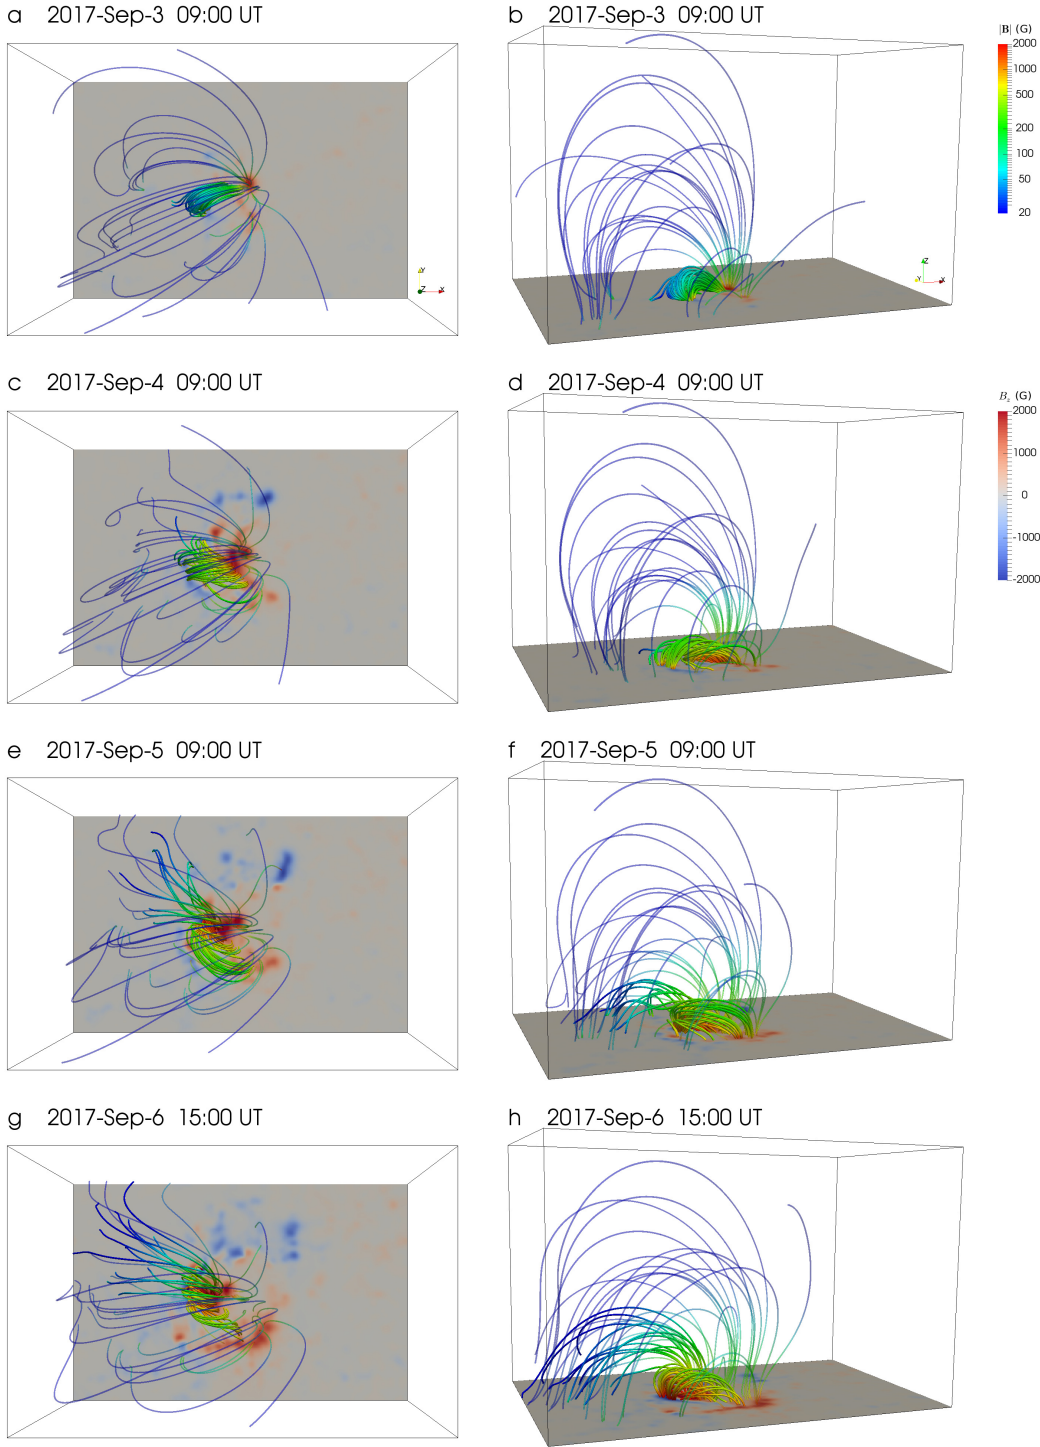 a 2017-Sep-3 09:00 UT
b 2017-Sep-3 09:00 UT
|B| (G)
2000
1000
500
200
100
50
20
Y
Z X
Z
Y X
c 2017-Sep-4 09:00 UT
d 2017-Sep-4 09:00 UT
Bz (G)
2000
1000
0
-1000
-2000
e 2017-Sep-5 09:00 UT
f 2017-Sep-5 09:00 UT
g 2017-Sep-6 15:00 UT
h 2017-Sep-6 15:00 UT